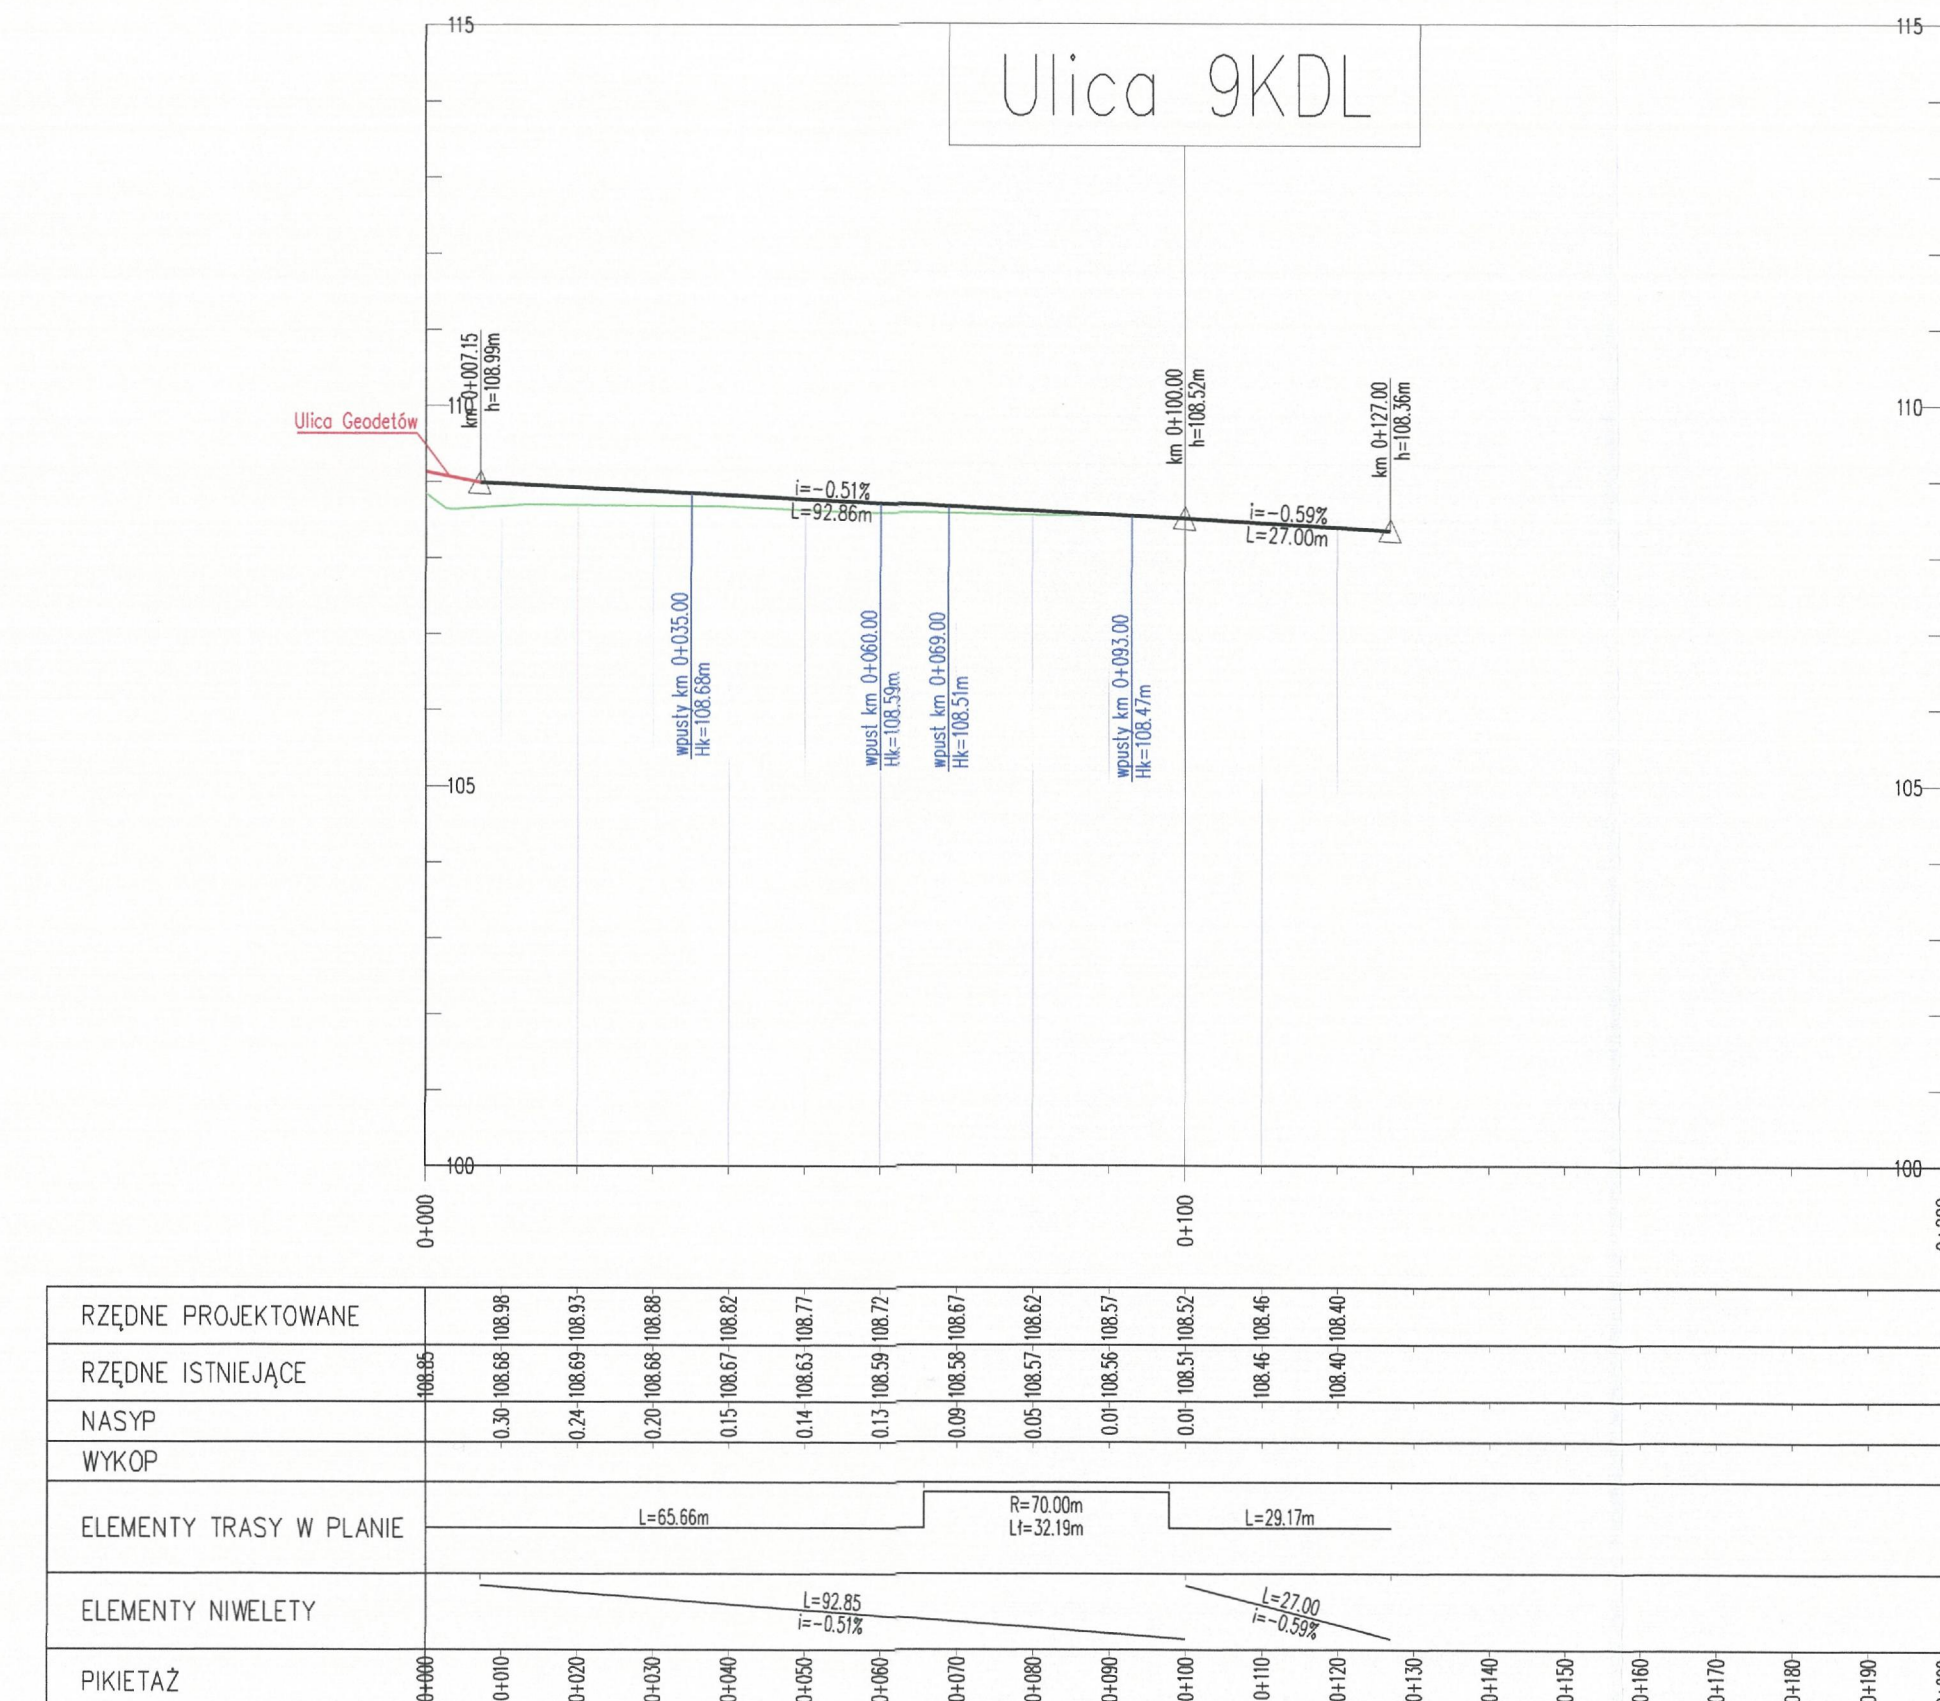 115
115
Ulica 9KDL
km 0+007.15
h=108.99m
110
110
Ulica Geodetów
km 0+100.00
h=108.52m
km 0+127.00
h=108.36m
i=-0.51%
L=92.86m
i=-0.59%
L=27.00m
wpusty km 0+035.00
Hk=108.68m
wpust km 0+060.00
Hk=108.59m
wpust km 0+069.00
Hk=108.51m
wpusty km 0+093.00
Hk=108.47m
105
105
100
100
0+000
0+100
RZĘDNE PROJEKTOWANE 108.98 108.93 108.88 108.82 108.77 108.72 108.67 108.62 108.57 108.52 108.46 108.40
RZĘDNE ISTNIEJĄCE 108.85 108.68 108.69 108.68 108.67 108.63 108.59 108.58 108.57 108.56 108.51 108.46 108.40
NASYP 0.30 0.24 0.20 0.15 0.14 0.13 0.09 0.05 0.01 0.01
WYKOP
ELEMENTY TRASY W PLANIE
L=65.66m
R=70.00m
Lł=32.19m
L=29.17m
ELEMENTY NIWELETY
L=92.85
i=-0.51%
L=27.00
i=-0.59%
PIKIETAŻ 0+000 0+010 0+020 0+030 0+040 0+050 0+060 0+070 0+080 0+090 0+100 0+110 0+120 0+130 0+140 0+150 0+160 0+170 0+180 0+190